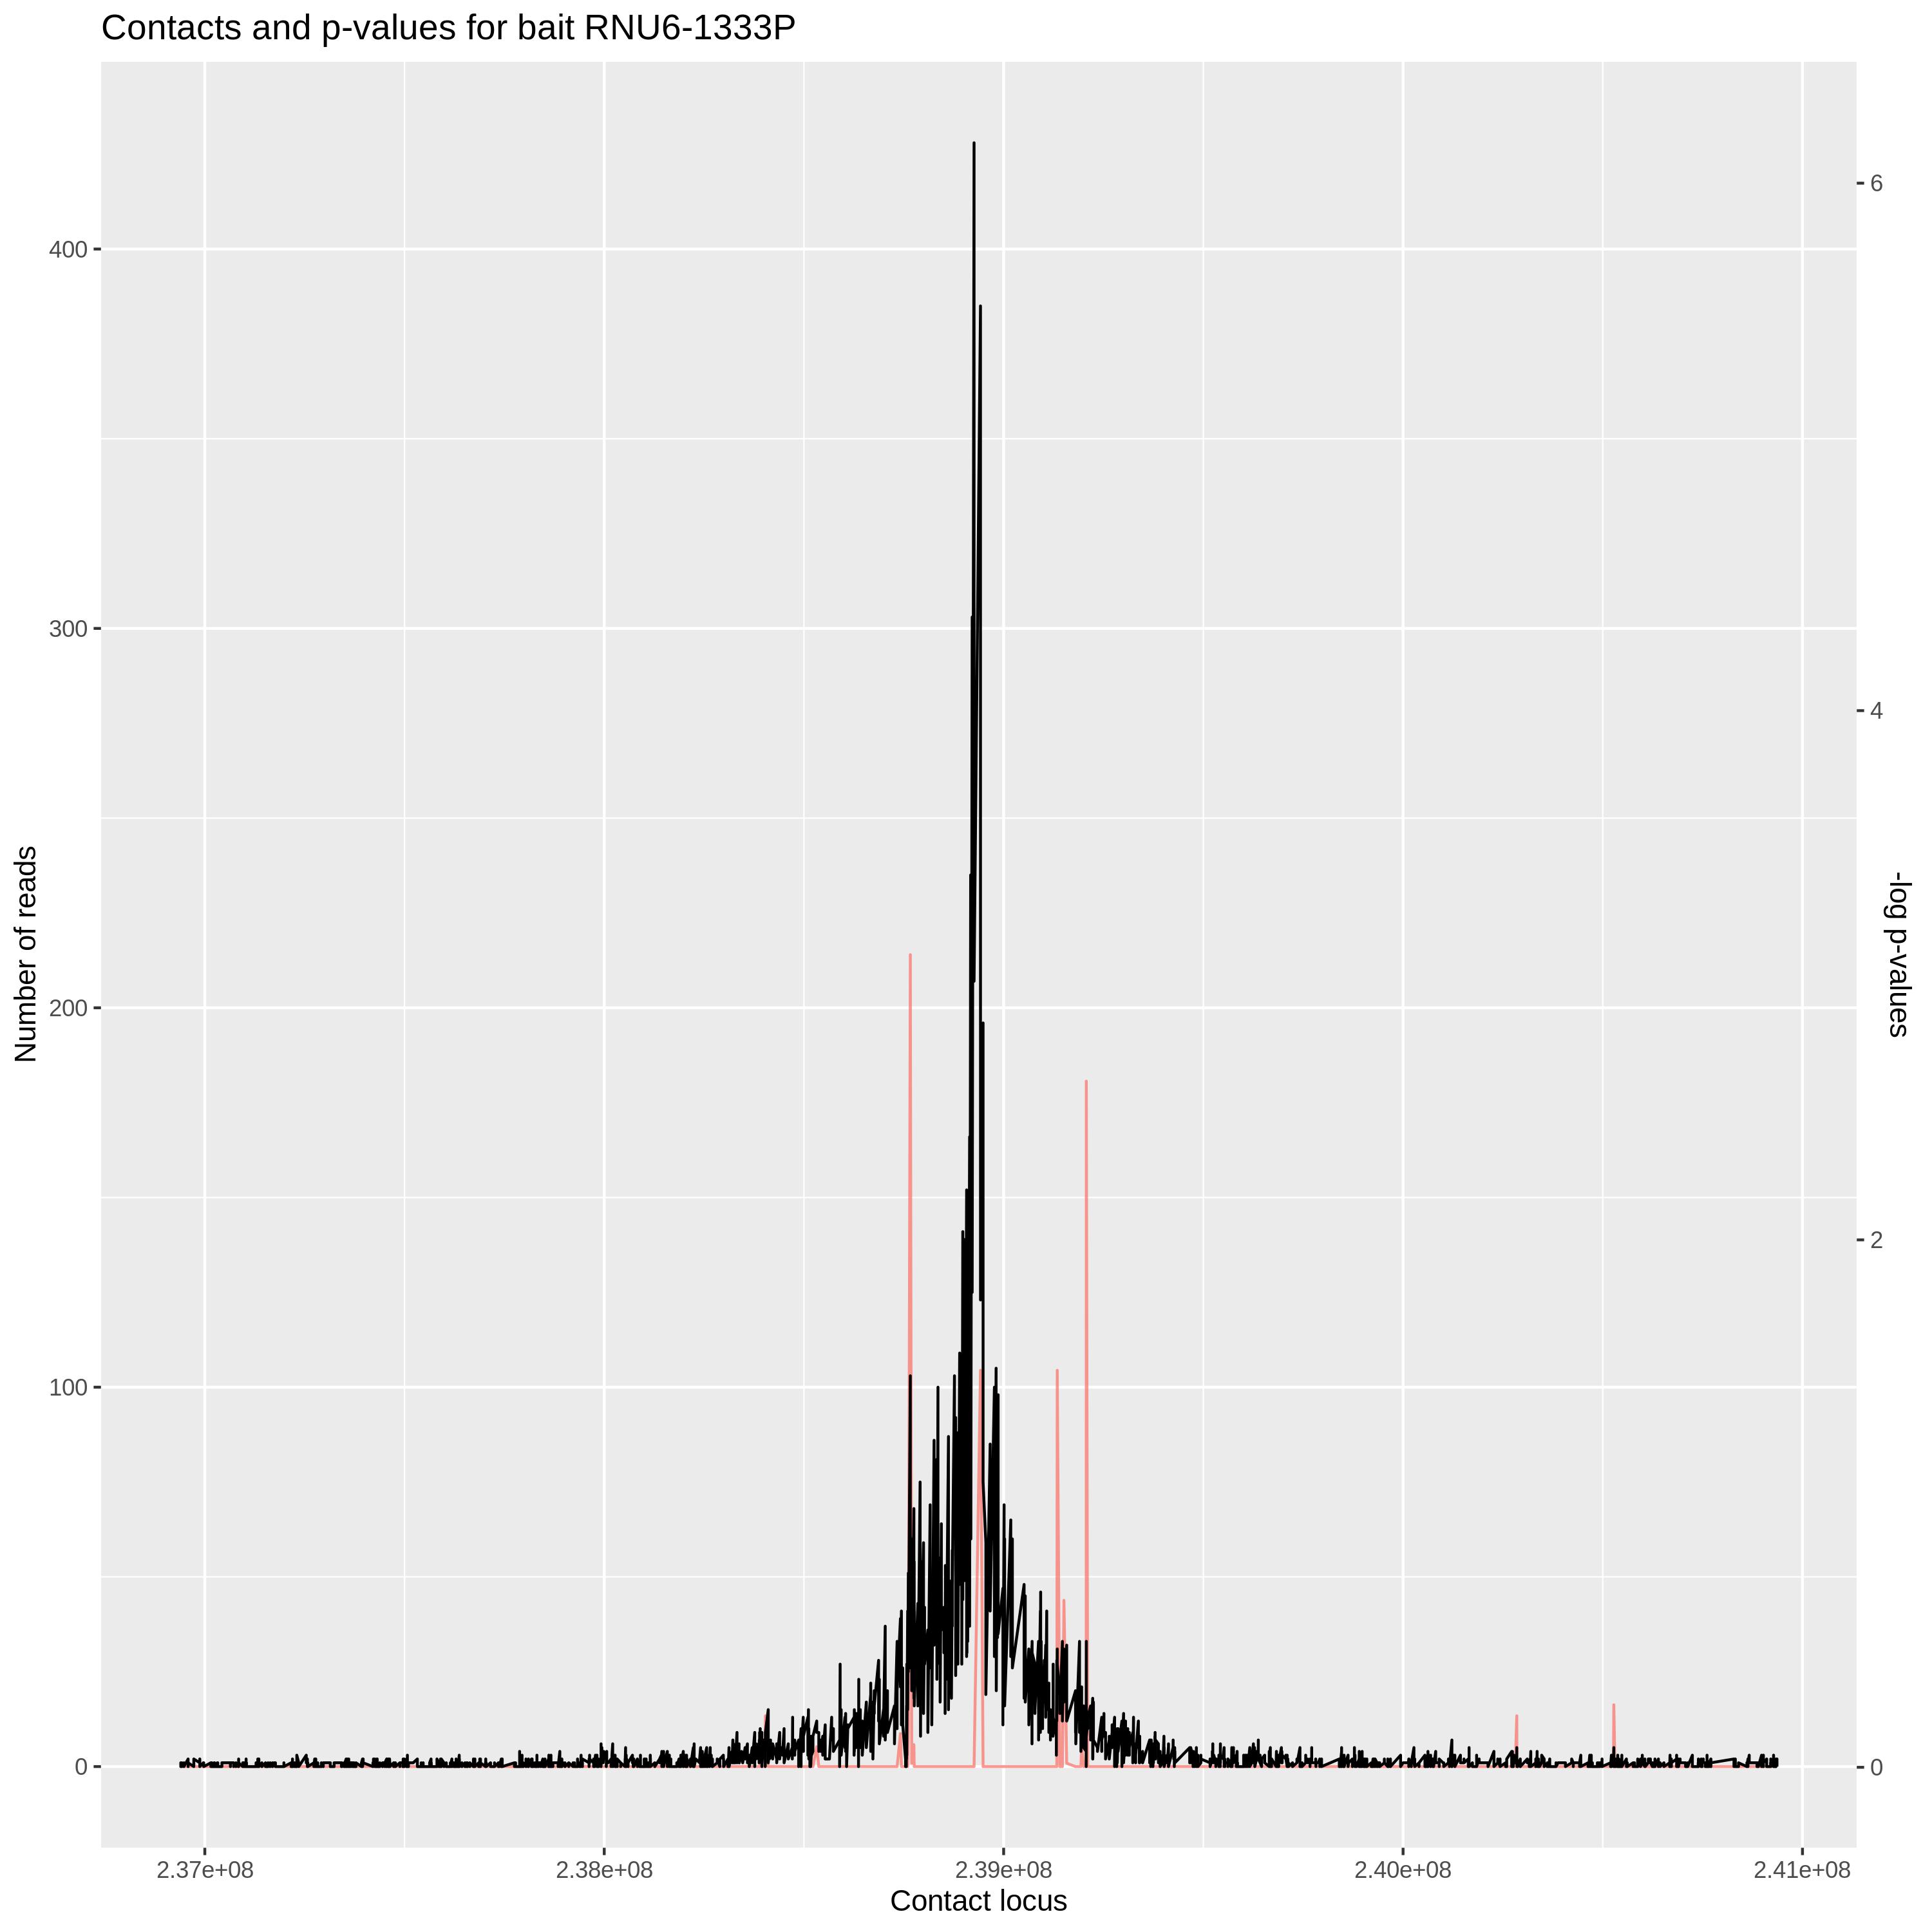 Contacts and p-values for bait RNU6-1333P
400
300
200
100
0
Number of reads
6
4
2
0
-log p-values
2.37e+08
2.38e+08
2.39e+08
2.40e+08
2.41e+08
Contact locus